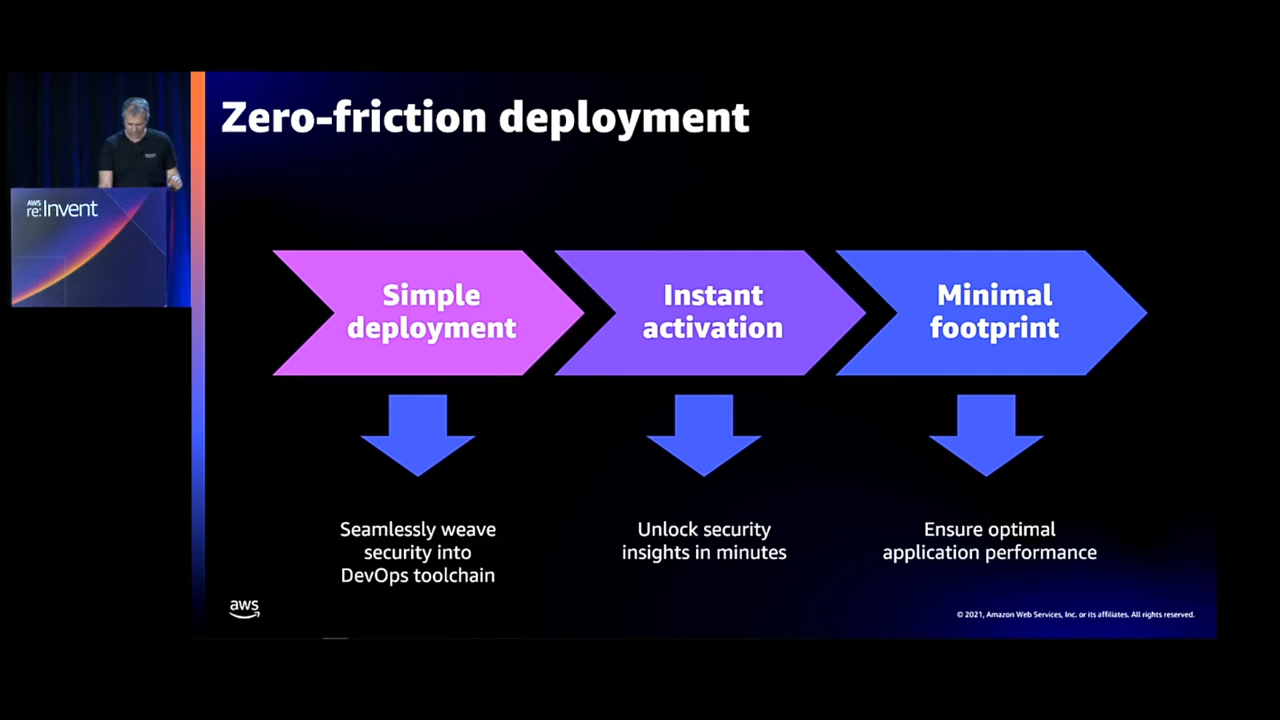 Zero-friction deployment
AWS
re:Invent
Simple
deployment
Instant
activation
Minimal
footprint
Seamlessly weave
security into
DevOps toolchain
Unlock security
insights in minutes
Ensure optimal
application performance
aws
© 2021, Amazon Web Services, Inc. or its affiliates. All rights reserved.